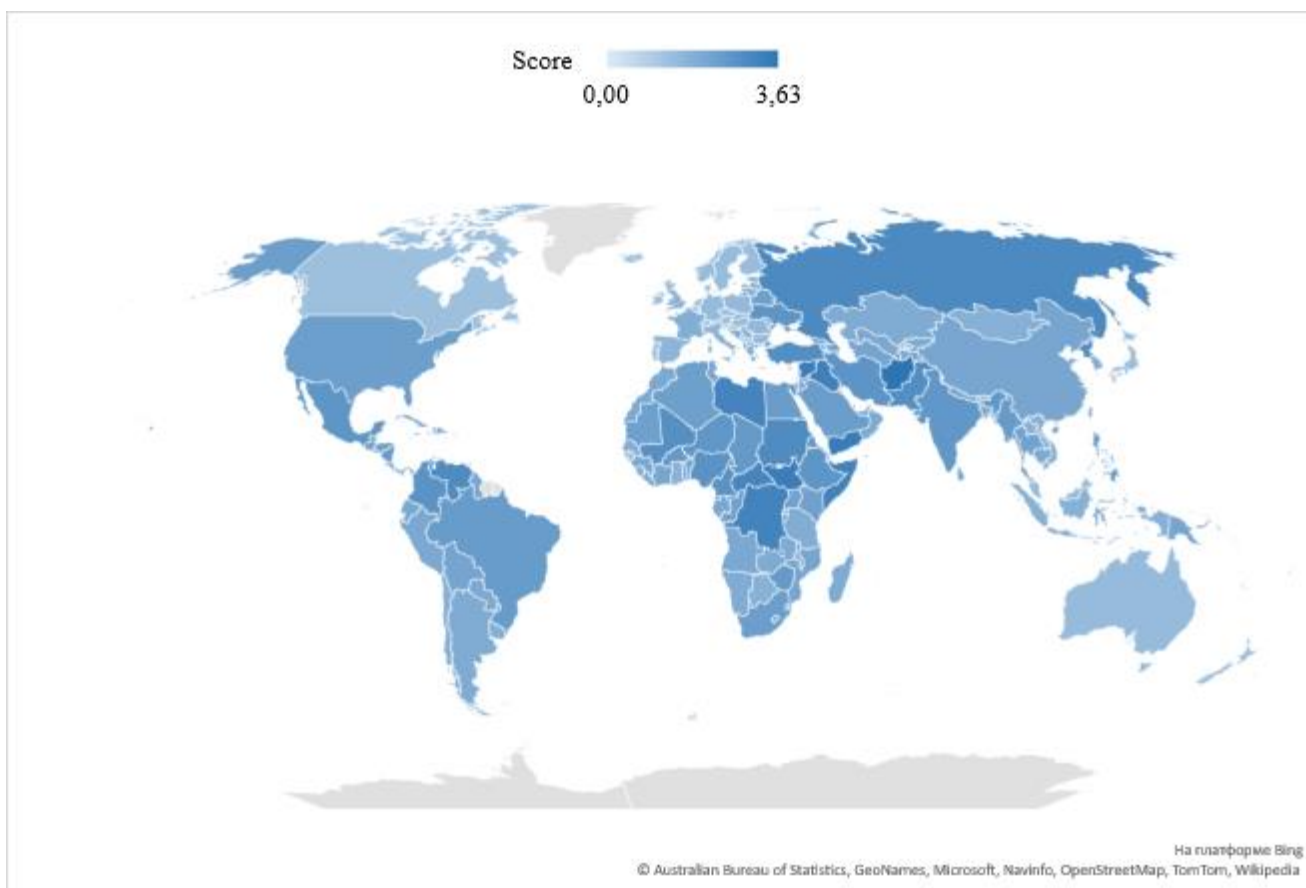 Score
0,00 3,63
На платформе Bing
© Australian Bureau of Statistics, GeoNames, Microsoft, Navinfo, OpenStreetMap, TomTom, Wikipedia